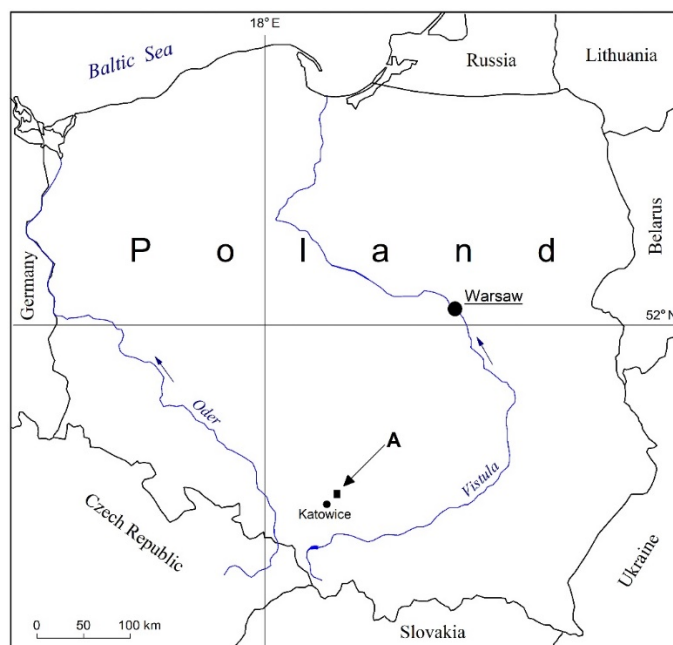 18° E
Baltic Sea
Russia
Lithuania
Poland
Belarus
Germany
Warsaw
52° N
Oder
A
Vistula
Katowice
Czech Republic
Ukraine
0 50 100 km
Slovakia